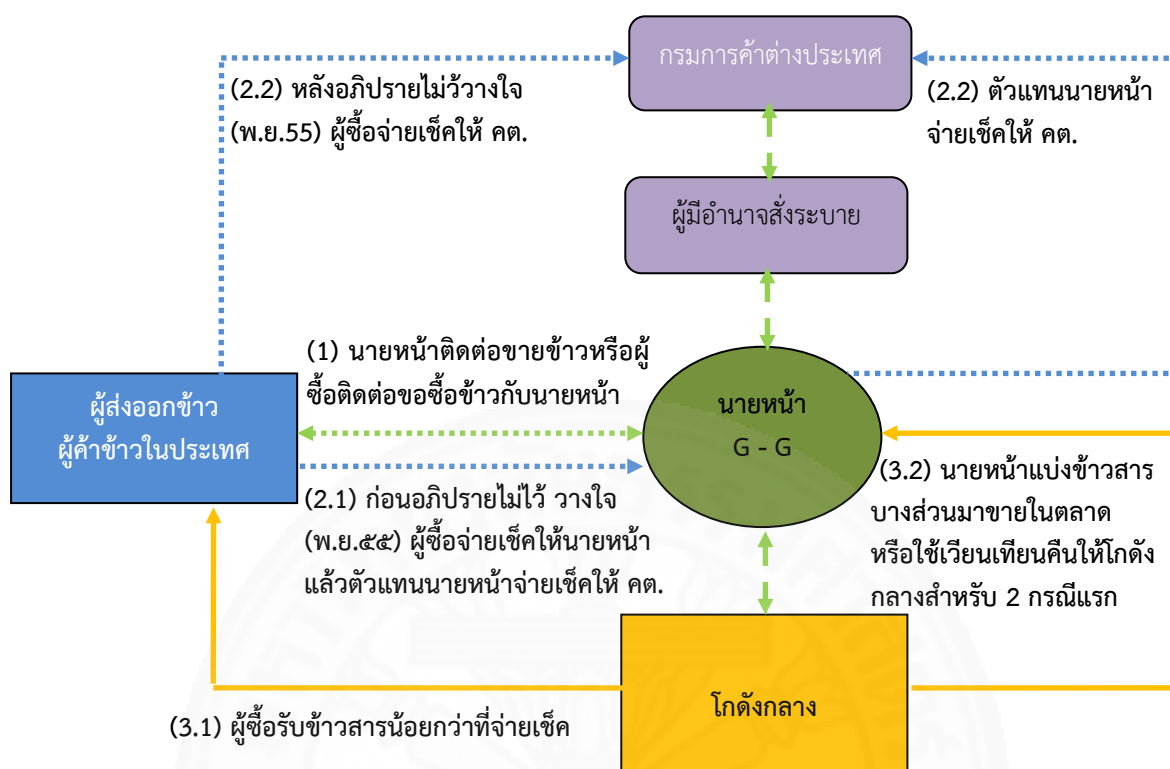 กรมการค้าต่างประเทศ
(2.2) หลังอภิปรายไม่ว้วางใจ
(พ.ย.55) ผู้ซื้อจ่ายเช็คให้ คต.
(2.2) ตัวแทนนายหน้า
จ่ายเช็คให้ คต.
ผู้มีอำนาจสั่งระบาย
(1) นายหน้าติดต่อขายข้าวหรือผู้
ซื้อติดต่อขอซื้อข้าวกับนายหน้า
ผู้ส่งออกข้าว
ผู้ค้าข้าวในประเทศ
นายหน้า
G - G
(2.1) ก่อนอภิปรายไม่ไว้ วางใจ
(พ.ย.๕๕) ผู้ซื้อจ่ายเช็คให้นายหน้า
แล้วตัวแทนนายหน้าจ่ายเช็คให้ คต.
(3.2) นายหน้าแบ่งข้าวสาร
บางส่วนมาขายในตลาด
หรือใช้เวียนเทียนคืนให้โกดัง
กลางสำหรับ 2 กรณีแรก
โกดังกลาง
(3.1) ผู้ซื้อรับข้าวสารน้อยกว่าที่จ่ายเช็ค